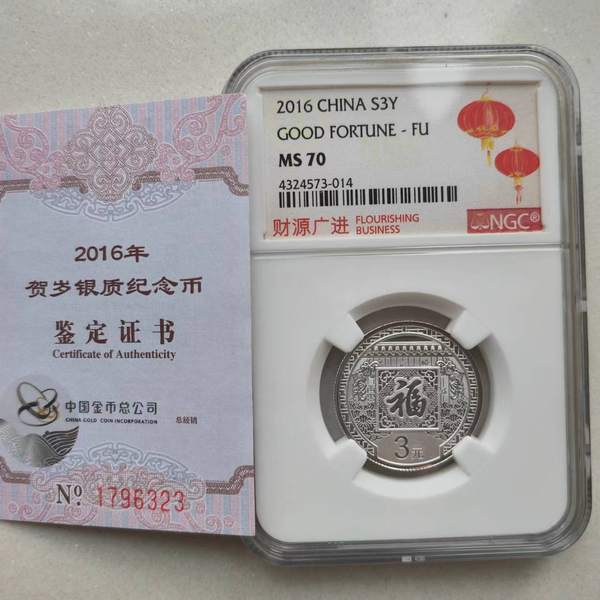 2016年
贺岁银质纪念币
鉴定证书
Certificate of Authenticity
中国金币总公司
CHINA GOLD COIN INCORPORATION
总经销
Nº 1796323
2016 CHINA S3Y
GOOD FORTUNE - FU
MS 70
4324573-014
财源广进 FLOURISHING
BUSINESS
NGC®
福
3元